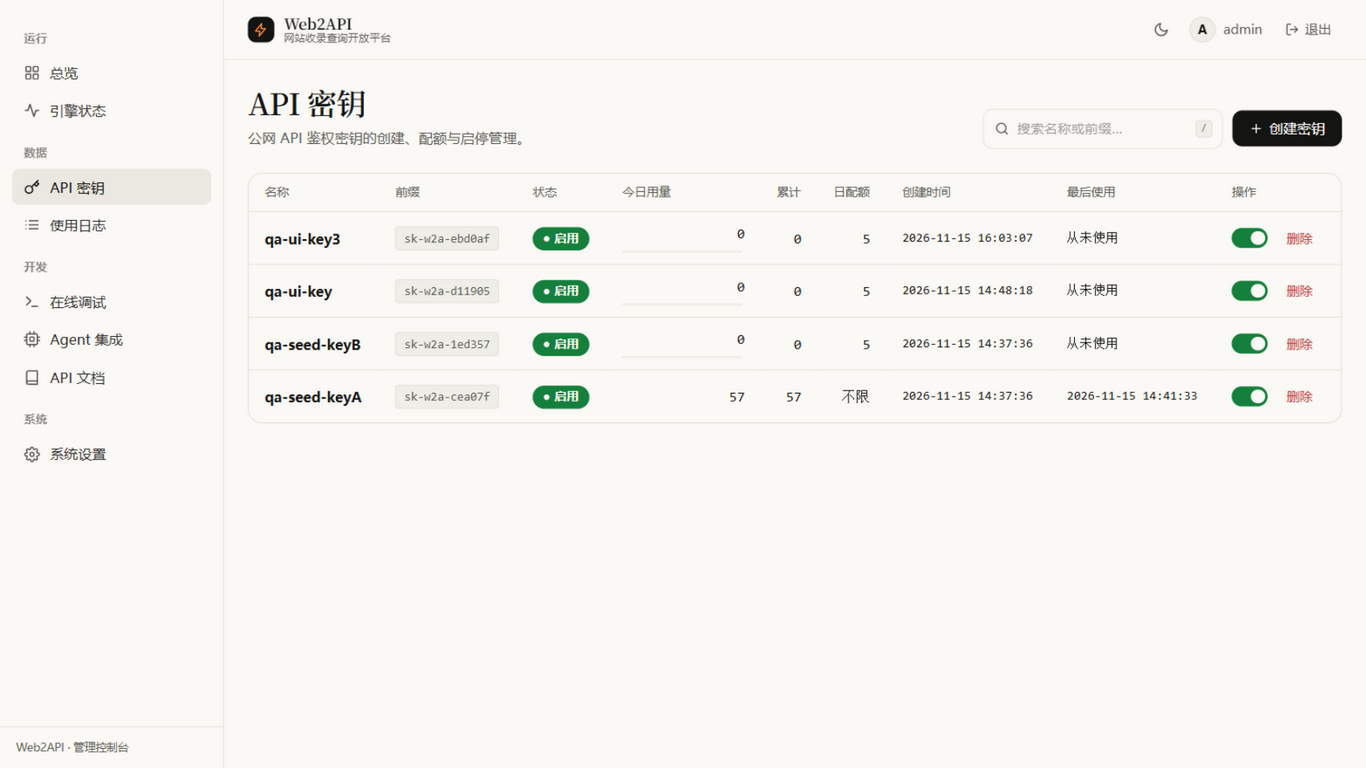 运行
总览
引擎状态
数据
API 密钥
使用日志
开发
在线调试
Agent 集成
API 文档
系统
系统设置
Web2API · 管理控制台
Web2API
网站收录查询开放平台
A admin 退出
API 密钥
公网 API 鉴权密钥的创建、配额与启停管理。
搜索名称或前缀... /
+ 创建密钥
名称 前缀 状态 今日用量 累计 日配额 创建时间 最后使用 操作
qa-ui-key3 sk-w2a-ebd0af 启用 0 0 5 2026-11-15 16:03:07 从未使用 删除
qa-ui-key sk-w2a-d11905 启用 0 0 5 2026-11-15 14:48:18 从未使用 删除
qa-seed-keyB sk-w2a-1ed357 启用 0 0 5 2026-11-15 14:37:36 从未使用 删除
qa-seed-keyA sk-w2a-cea07f 启用 57 57 不限 2026-11-15 14:37:36 2026-11-15 14:41:33 删除